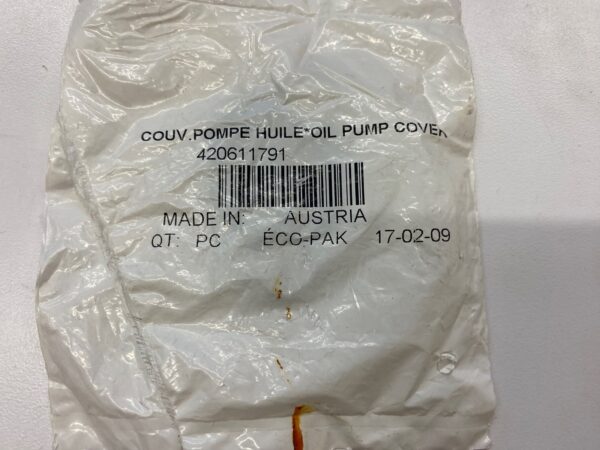 COUV.POMPE HUILE*OIL PUMP COVER
420611791
MADE IN: AUSTRIA
QT: PC ÉCO-PAK 17-02-09